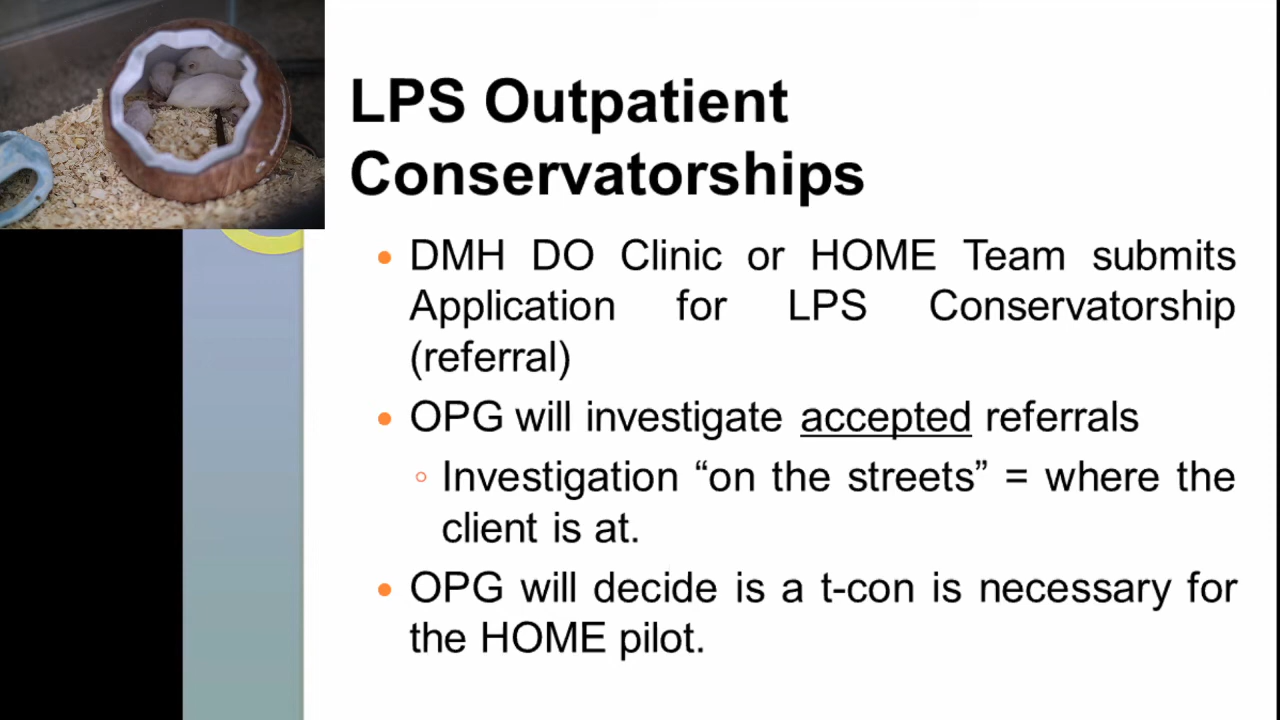 LPS Outpatient
Conservatorships
• DMH DO Clinic or HOME Team submits
Application for LPS Conservatorship
(referral)
• OPG will investigate accepted referrals
◦ Investigation “on the streets” = where the
client is at.
• OPG will decide is a t-con is necessary for
the HOME pilot.